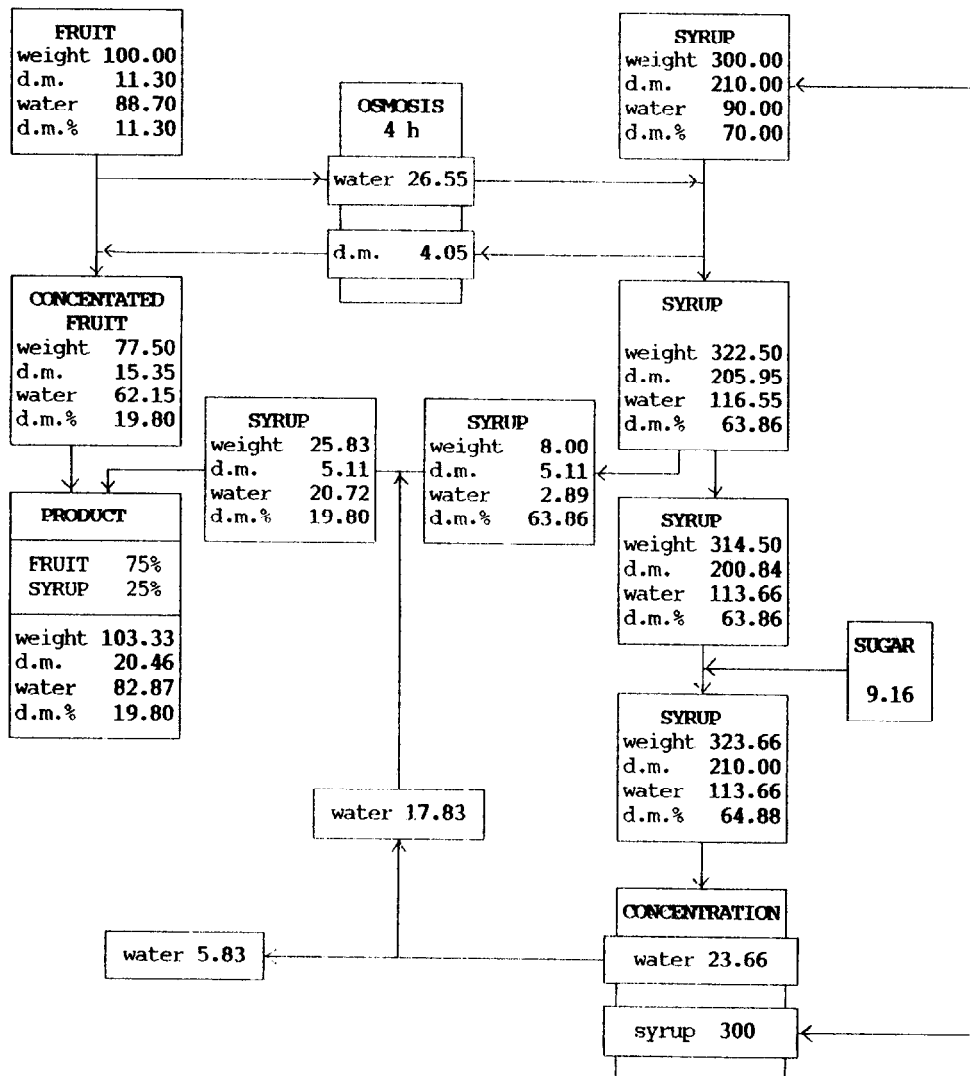 FRUIT
weight 100.00
d.m. 11.30
water 88.70
d.m.% 11.30
OSMOSIS
4 h
water 26.55
d.m. 4.05
SYRUP
weight 300.00
d.m. 210.00
water 90.00
d.m.% 70.00
CONCENTATED
FRUIT
weight 77.50
d.m. 15.35
water 62.15
d.m.% 19.80
SYRUP
weight 322.50
d.m. 205.95
water 116.55
d.m.% 63.86
SYRUP
weight 25.83
d.m. 5.11
water 20.72
d.m.% 19.80
SYRUP
weight 8.00
d.m. 5.11
water 2.89
d.m.% 63.86
PRODUCT
FRUIT 75%
SYRUP 25%
weight 103.33
d.m. 20.46
water 82.87
d.m.% 19.80
SYRUP
weight 314.50
d.m. 200.84
water 113.66
d.m.% 63.86
SUGAR
9.16
SYRUP
weight 323.66
d.m. 210.00
water 113.66
d.m.% 64.88
water 17.83
CONCENTRATION
water 5.83
water 23.66
syrup 300